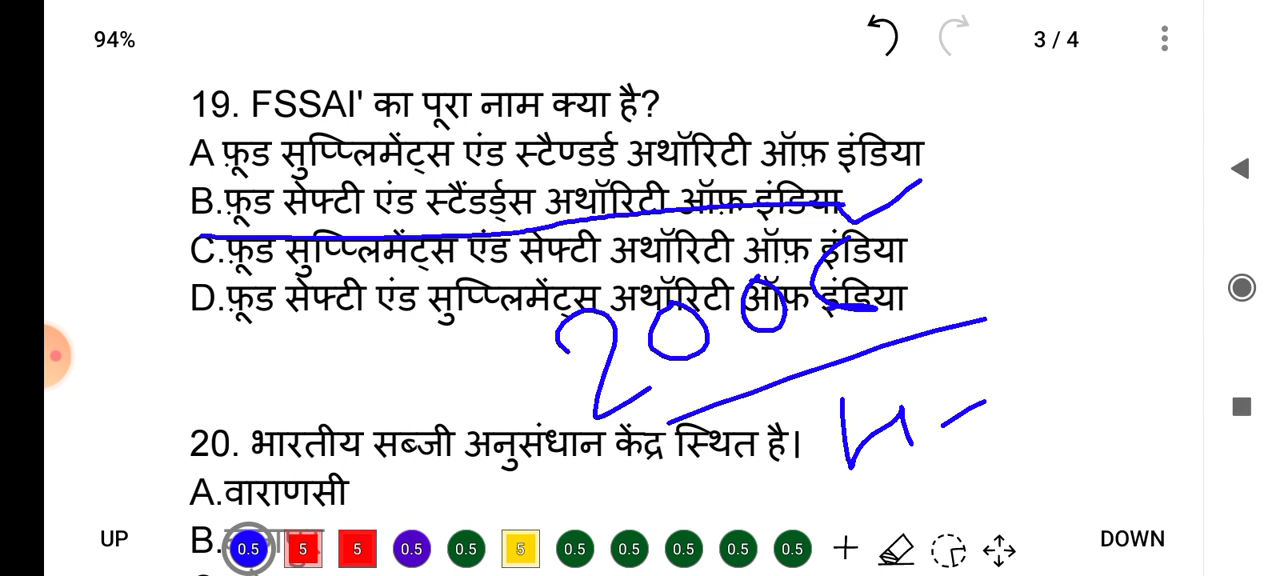 94%
3 / 4
19. FSSAI' का पूरा नाम क्या है?
A फ़ूड सुप्प्लिमेंट्स एंड स्टैण्डर्ड अथॉरिटी ऑफ़ इंडिया
B.फ़ूड सेफ्टी एंड स्टैंडर्ड्स अथॉरिटी ऑफ़ इंडिया
C.फ़ूड सुप्प्लिमेंट्स एंड सेफ्टी अथॉरिटी ऑफ़ इंडिया
D.फ़ूड सेफ्टी एंड सुप्प्लिमेंट्स अथॉरिटी ऑफ़ इंडिया
2005
20. भारतीय सब्जी अनुसंधान केंद्र स्थित है।
A.वाराणसी
B.
UP
0.5 5 5 0.5 0.5 5 0.5 0.5 0.5 0.5 0.5
DOWN